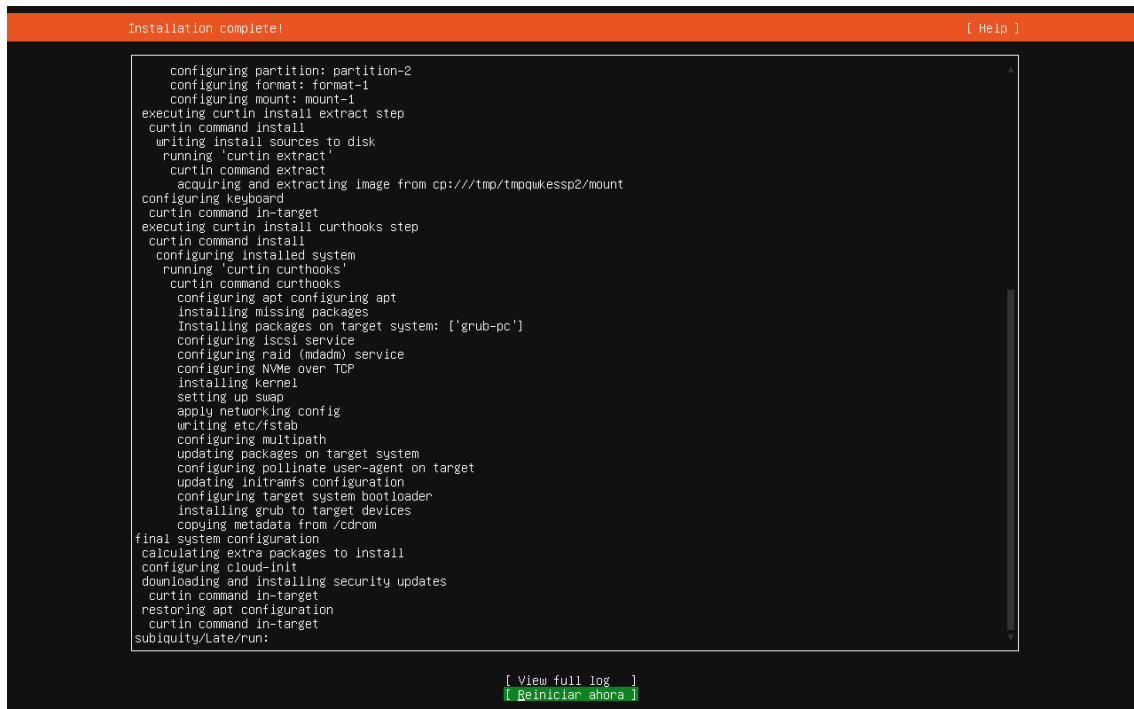 Installation complete! [ Help ]
configuring partition: partition-2
configuring format: format-1
configuring mount: mount-1
executing curtin install extract step
curtin command install
writing install sources to disk
running 'curtin extract'
curtin command extract
acquiring and extracting image from cp:///tmp/tmpqwkessp2/mount
configuring keyboard
curtin command in-target
executing curtin install curthooks step
curtin command install
configuring installed system
running 'curtin curthooks'
curtin command curthooks
configuring apt configuring apt
installing missing packages
Installing packages on target system: ['grub-pc']
configuring iscsi service
configuring raid (mdadm) service
configuring NVMe over TCP
installing kernel
setting up swap
apply networking config
writing etc/fstab
configuring multipath
updating packages on target system
configuring pollinate user-agent on target
updating initramfs configuration
configuring target system bootloader
installing grub to target devices
copying metadata from /cdrom
final system configuration
calculating extra packages to install
configuring cloud-init
downloading and installing security updates
curtin command in-target
restoring apt configuration
curtin command in-target
subiquity/Late/run:
[ View full log ]
[ Reiniciar ahora ]